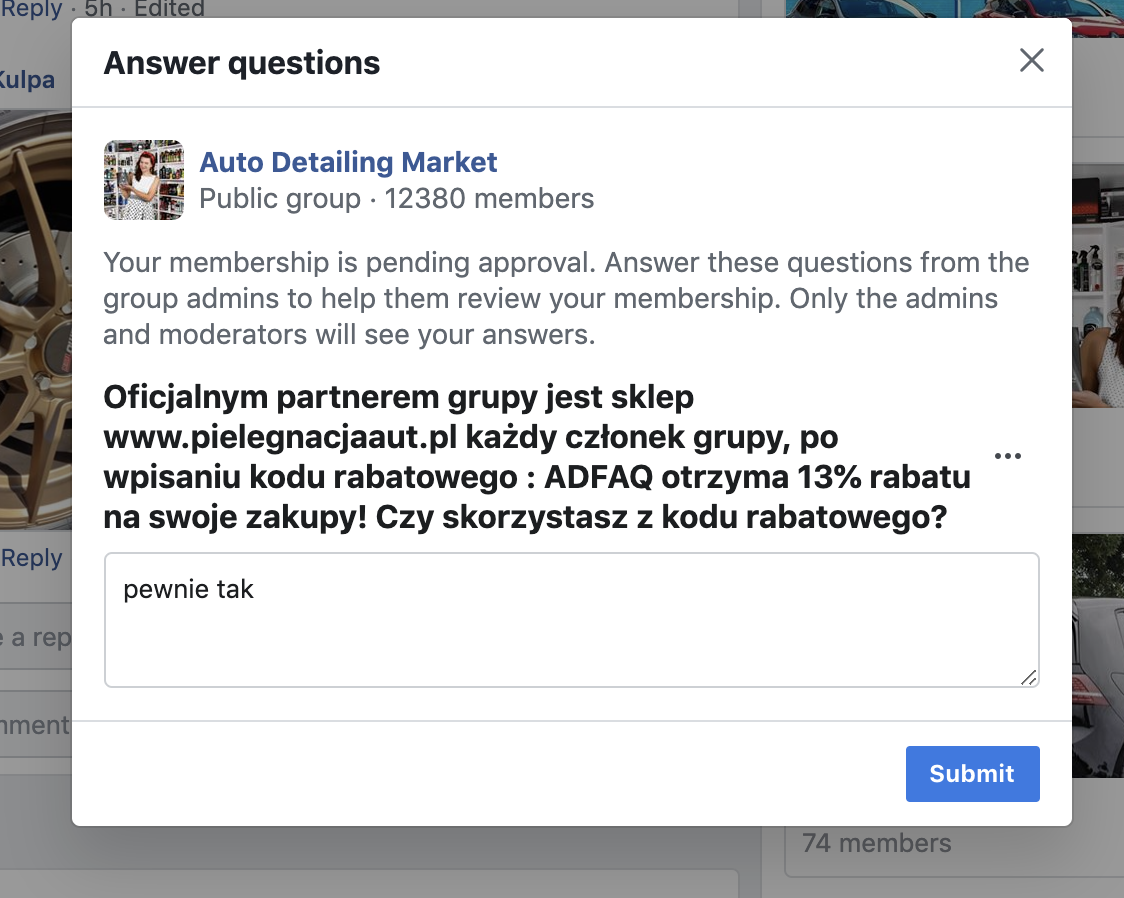 Reply · 5h · Edited
Answer questions
Kulpa
Auto Detailing Market
Public group · 12380 members
Your membership is pending approval. Answer these questions from the
group admins to help them review your membership. Only the admins
and moderators will see your answers.
Oficjalnym partnerem grupy jest sklep
www.pielegnacjaaut.pl każdy członek grupy, po
wpisaniu kodu rabatowego : ADFAQ otrzyma 13% rabatu
na swoje zakupy! Czy skorzystasz z kodu rabatowego?
Reply
pewnie tak
e a rep
mment
Submit
74 members